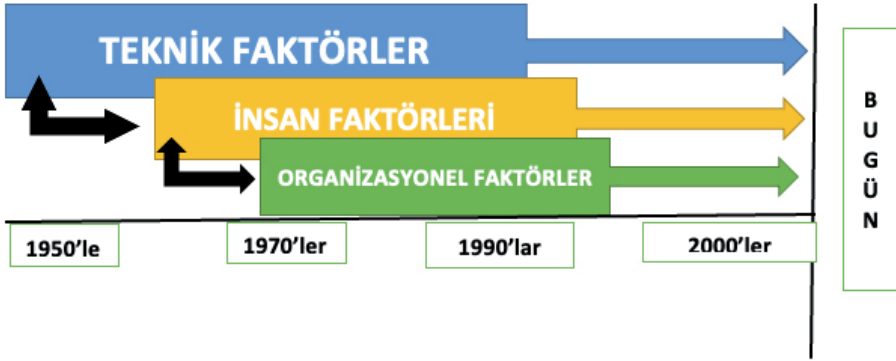 TEKNİK FAKTÖRLER
İNSAN FAKTÖRLERİ
ORGANİZASYONEL FAKTÖRLER
1950’le
1970’ler
1990’lar
2000’ler
B
U
G
Ü
N